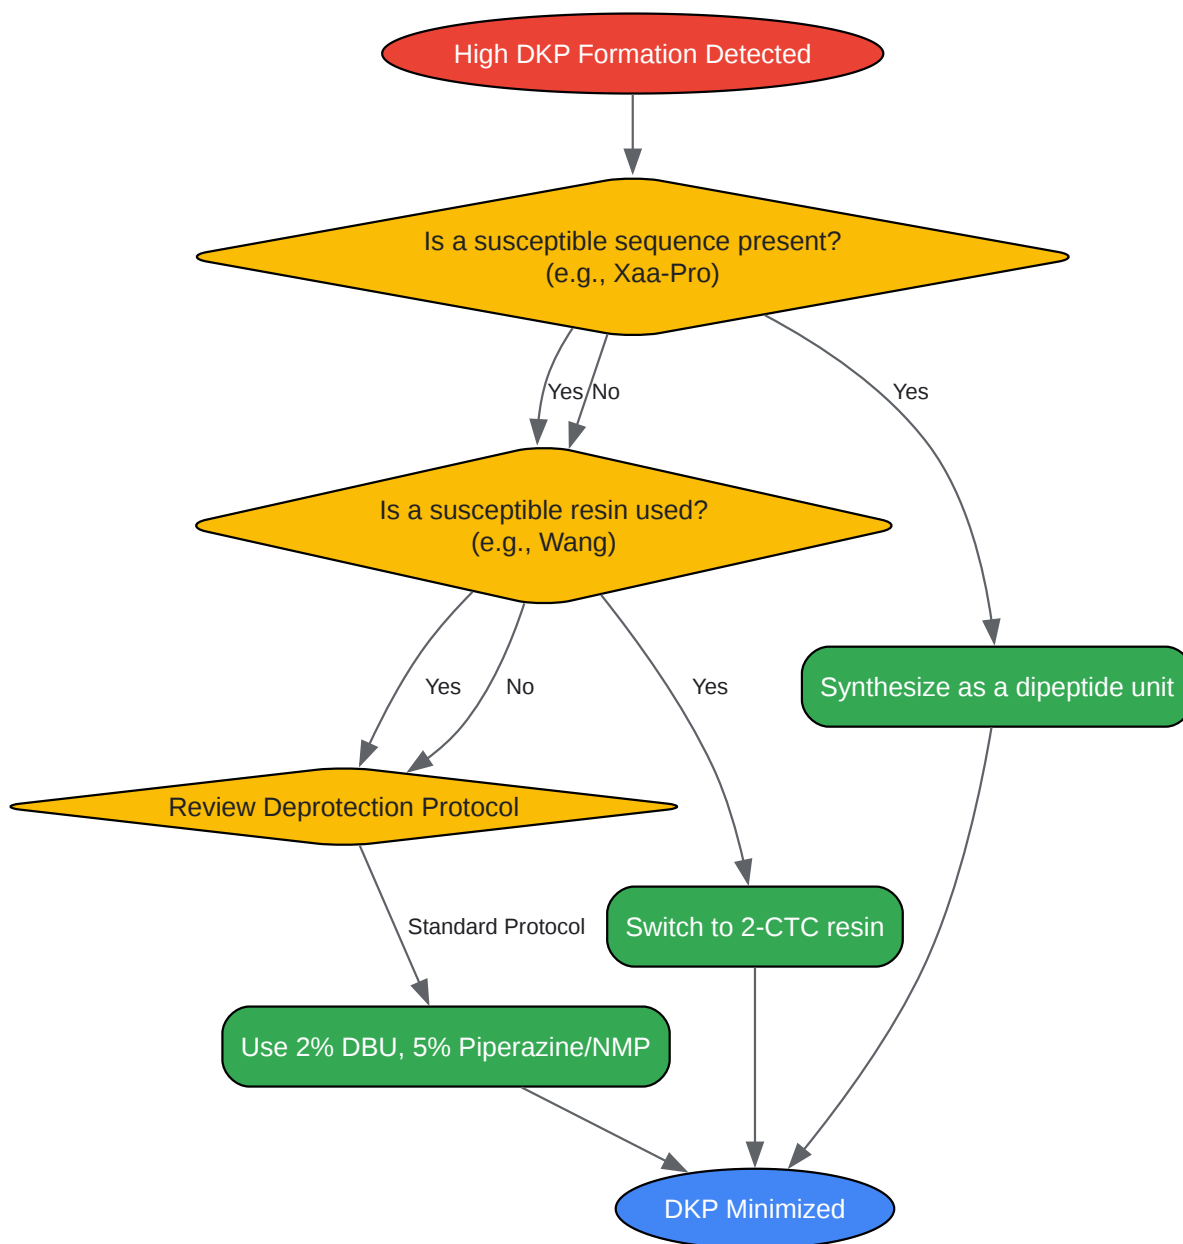 High DKP Formation Detected
Is a susceptible sequence present?
(e.g., Xaa-Pro)
Yes
No
Yes
Is a susceptible resin used?
(e.g., Wang)
Yes
No
Yes
Synthesize as a dipeptide unit
Review Deprotection Protocol
Standard Protocol
Switch to 2-CTC resin
Use 2% DBU, 5% Piperazine/NMP
DKP Minimized